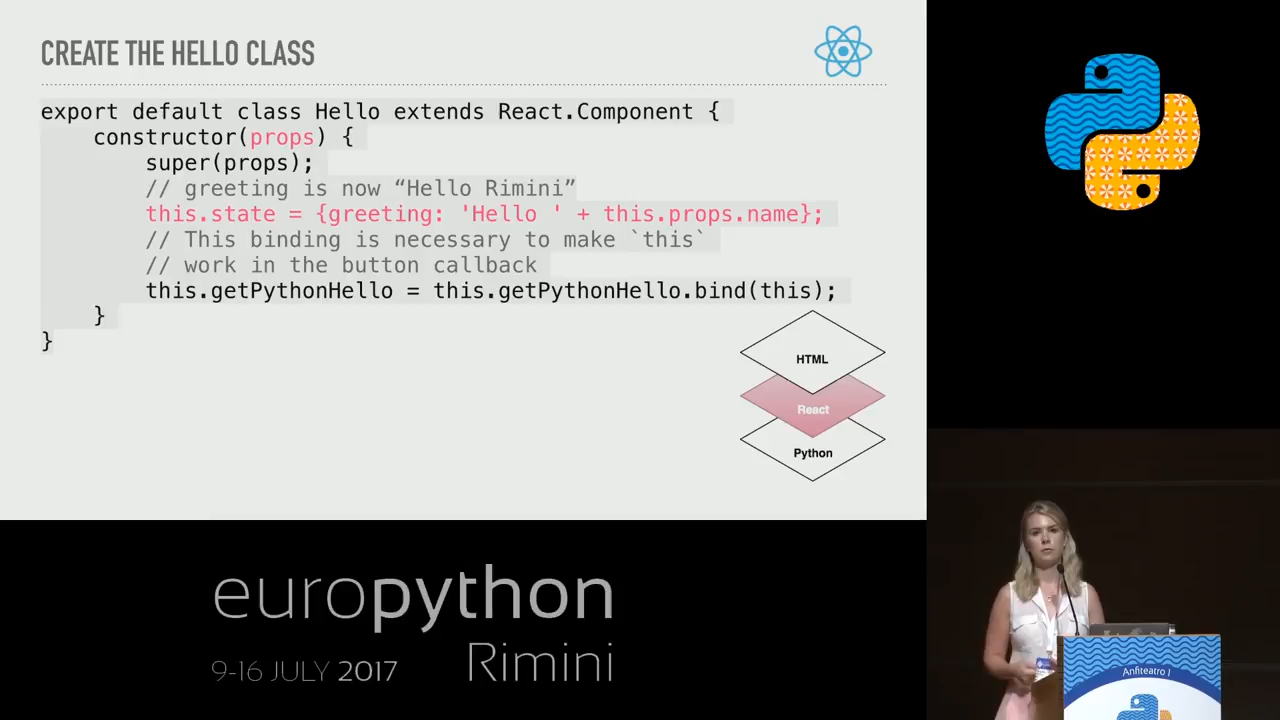 CREATE THE HELLO CLASS
export default class Hello extends React.Component {
constructor(props) {
super(props);
// greeting is now “Hello Rimini”
this.state = {greeting: 'Hello ' + this.props.name};
// This binding is necessary to make `this`
// work in the button callback
this.getPythonHello = this.getPythonHello.bind(this);
}
}
HTML
React
Python
europython
9-16 JULY 2017
Rimini
Anfiteatro 1